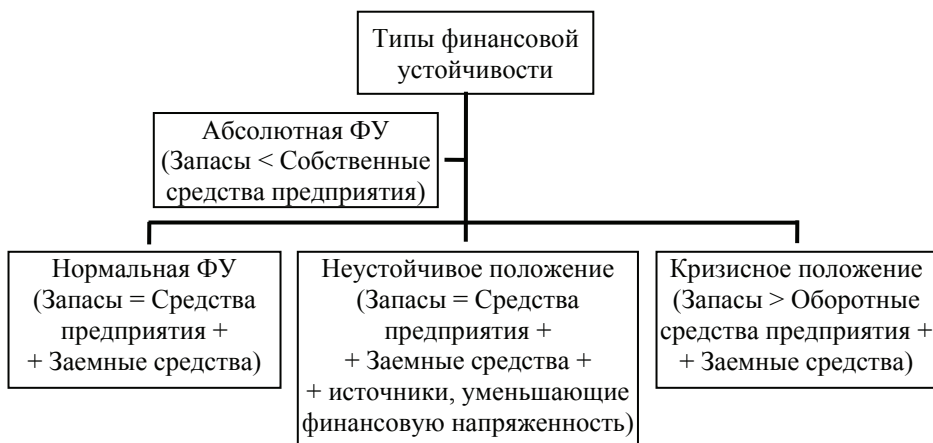 Типы финансовой
устойчивости
Абсолютная ФУ
(Запасы < Собственные
средства предприятия)
Нормальная ФУ
(Запасы = Средства
предприятия +
+ Заемные средства)
Неустойчивое положение
(Запасы = Средства
предприятия +
+ Заемные средства +
+ источники, уменьшающие
финансовую напряженность)
Кризисное положение
(Запасы > Оборотные
средства предприятия +
+ Заемные средства)